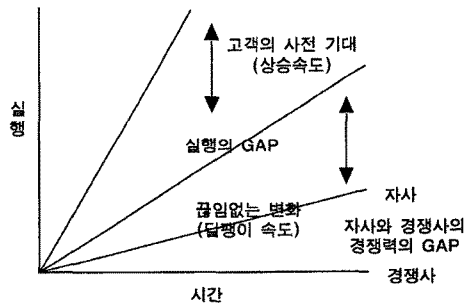 고객의 사전 기대
(상승속도)
실행
실행의 GAP
끊임없는 변화
(달팽이 속도)
자사
자사와 경쟁사의
경쟁력의 GAP
경쟁사
시간